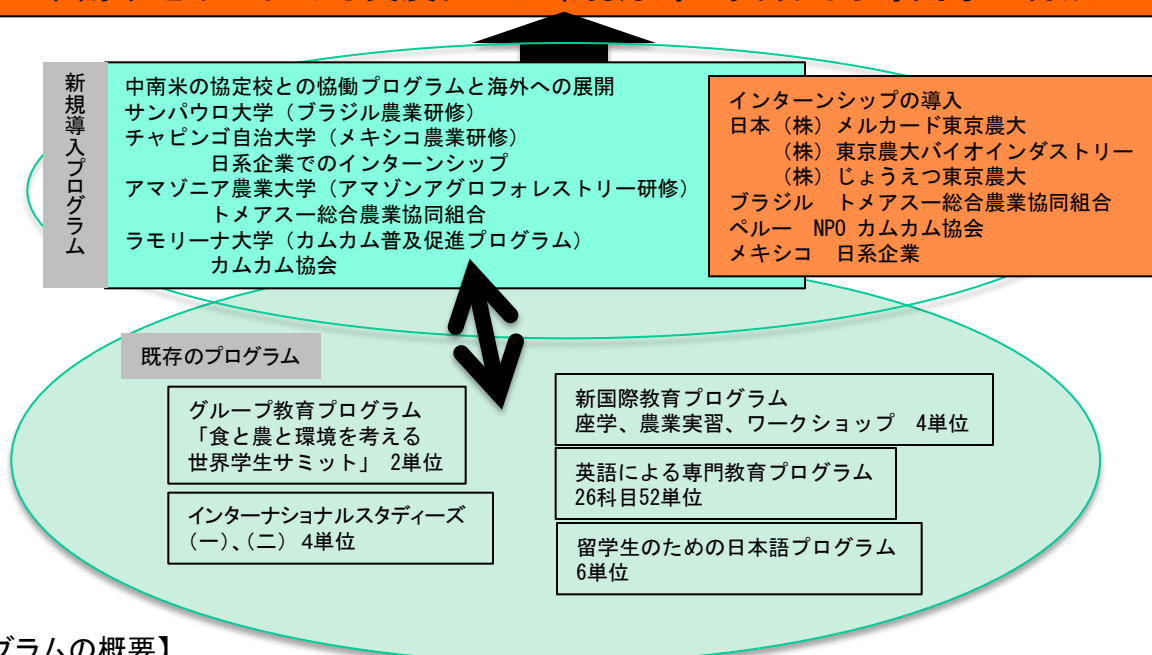 新規導入プログラム
中南米の協定校との恊働プログラムと海外への展開
サンパウロ大学（ブラジル農業研修）
チャピンゴ自治大学（メキシコ農業研修）
日系企業でのインターンシップ
アマゾニア農業大学（アマゾンアグロフォレストリー研修）
トメアスー総合農業協同組合
ラモリーナ大学（カムカム普及促進プログラム）
カムカム協会
インターンシップの導入
日本（株）メルカード東京農大
（株）東京農大バイオインダストリー
（株）じょうえつ東京農大
ブラジル　トメアスー総合農業協同組合
ペルー　NPO カムカム協会
メキシコ　日系企業
既存のプログラム
グループ教育プログラム
「食と農と環境を考える
世界学生サミット」 2単位
インターナショナルスタディーズ
（一）、（二） 4単位
新国際教育プログラム
座学、農業実習、ワークショップ　4単位
英語による専門教育プログラム
26科目52単位
留学生のための日本語プログラム
6単位
グラムの概要】